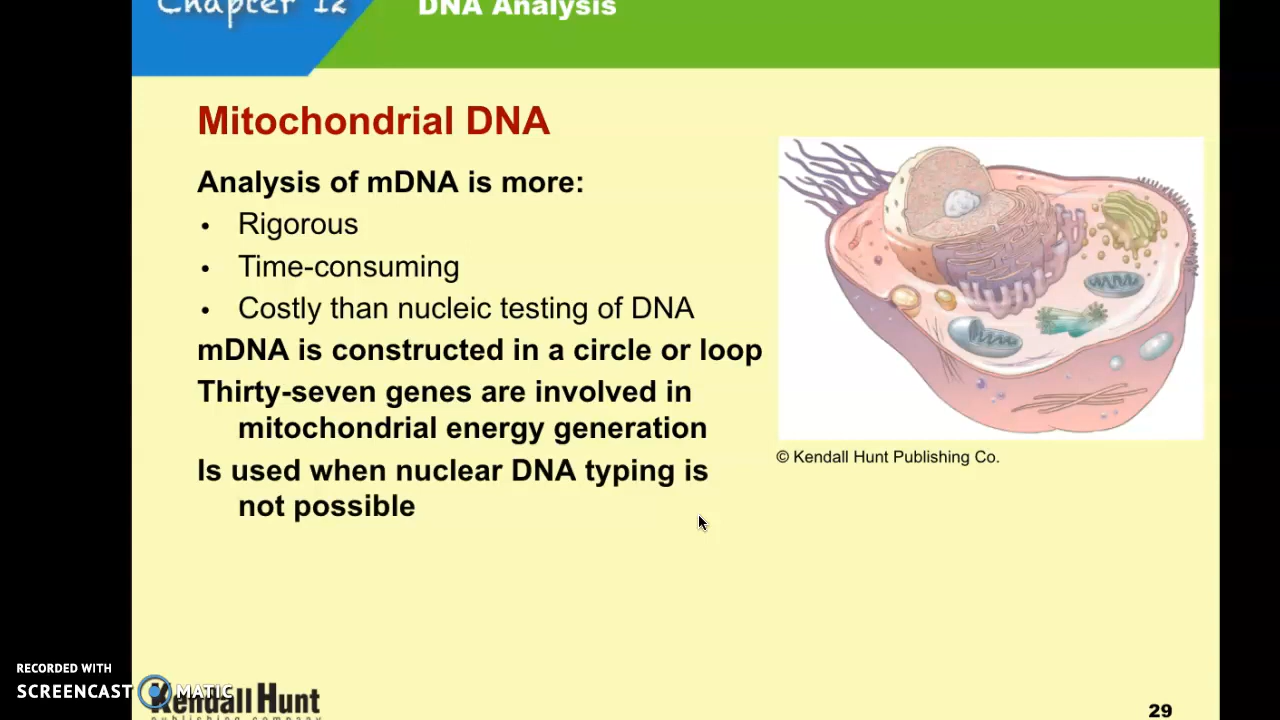 Chapter 12
DNA Analysis
Mitochondrial DNA
Analysis of mDNA is more:
• Rigorous
• Time-consuming
• Costly than nucleic testing of DNA
mDNA is constructed in a circle or loop
Thirty-seven genes are involved in
mitochondrial energy generation
Is used when nuclear DNA typing is
not possible
© Kendall Hunt Publishing Co.
RECORDED WITH
SCREENCAST MATIC
Kendall Hunt
publishing company
29